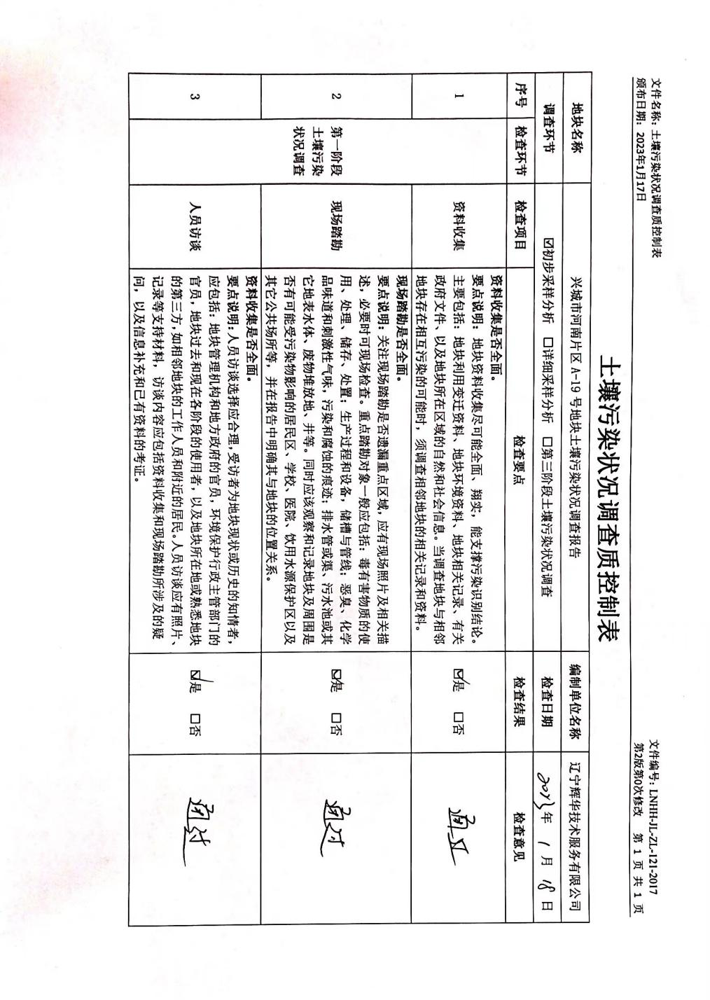 文件名称：土壤污染状况调查质控制表
文件编号：LNHH-JL-ZL-121-2017
颁布日期：2023年1月17日
第2版第0次修改 第 1 页 共 1 页
土壤污染状况调查质控制表
地块名称 兴城市河南片区 A-19 号地块土壤污染状况调查报告 编制单位名称 辽宁辉华技术服务有限公司
调查环节 ☑初步采样分析 □详细采样分析 □第三阶段土壤污染状况调查 检查日期 2023年 1 月 18 日
序号 检查环节 检查项目 检查要点 检查结果 检查意见
1
第一阶段
土壤污染
状况调查
资料收集
资料收集是否全面。
要点说明：地块资料收集尽可能全面、翔实，能支撑污染识别结论。
主要包括：地块利用变迁资料、地块环境资料、地块相关记录、有关
政府文件、以及地块所在区域的自然和社会信息。当调查地块与相邻
地块存在相互污染的可能时，须调查相邻地块的相关记录和资料。
☑是 □否
通过
2
现场踏勘
现场踏勘是否全面。
要点说明：关注现场踏勘是否遗漏重点区域，应有现场照片及相关描
述，必要时可现场检查。重点踏勘对象一般应包括：毒有害物质的使
用、处理、储存、处置；生产过程和设备，储槽与管线；恶臭、化学
品味道和刺激性气味，污染和腐蚀的痕迹；排水管或渠、污水池或其
它地表水体、废物堆放地、井等。同时应该观察和记录地块及周围是
否有可能受污染物影响的居民区、学校、医院、饮用水源保护区以及
其它公共场所等，并在报告中明确其与地块的位置关系。
☑是 □否
通过
3
人员访谈
资料收集是否全面。
要点说明：人员访谈选择应合理，受访者为地块现状或历史的知情者，
应包括：地块管理机构和地方政府的官员，环境保护行政主管部门的
官员，地块过去和现在各阶段的使用者，以及地块所在地或熟悉地块
的第三方，如相邻地块的工作人员和附近的居民。人员访谈应有照片、
记录等支持材料，访谈内容应包括资料收集和现场踏勘所涉及的疑
问，以及信息补充和已有资料的考证。
☑是 □否
通过